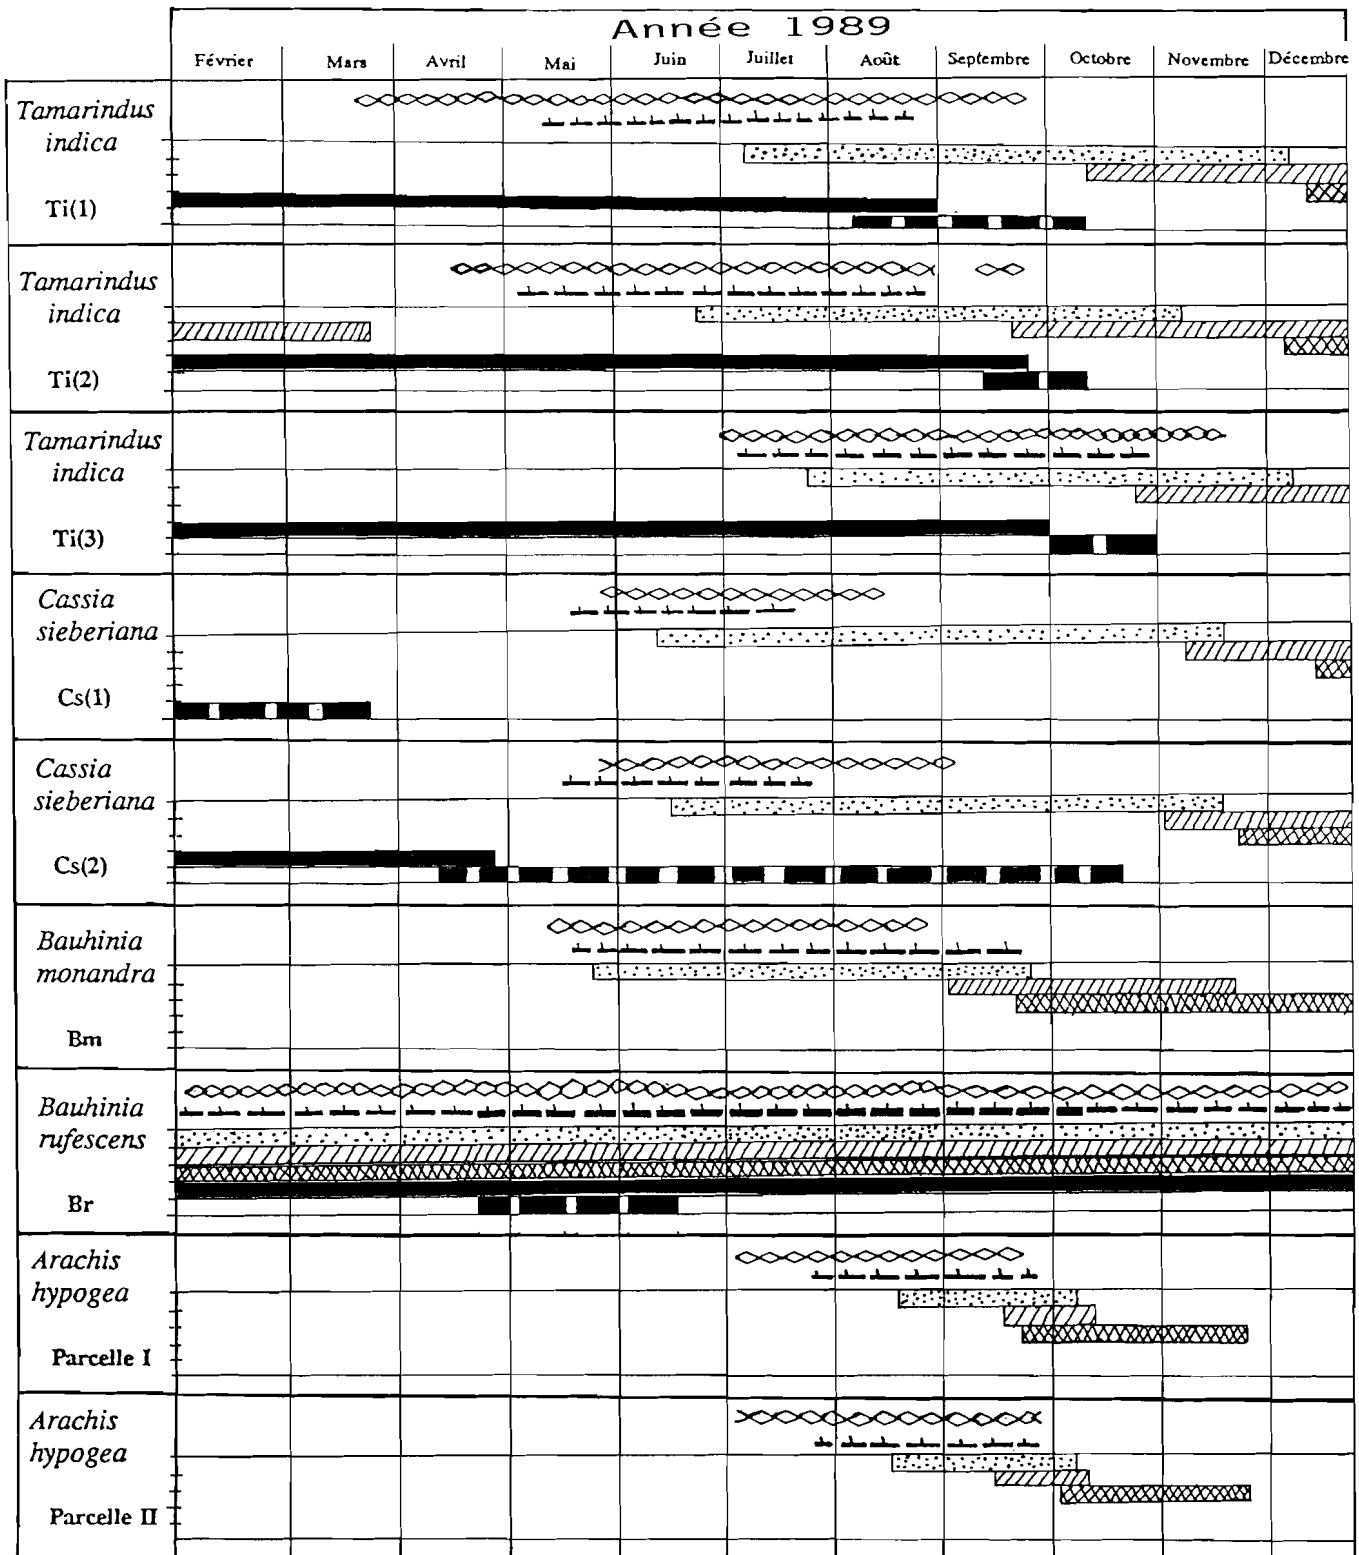 Année 1989
Février Mars Avril Mai Juin Juillet Août Septembre Octobre Novembre Décembre
Tamarindus
indica
Ti(1)
Tamarindus
indica
Ti(2)
Tamarindus
indica
Ti(3)
Cassia
sieberiana
Cs(1)
Cassia
sieberiana
Cs(2)
Bauhinia
monandra
Bm
Bauhinia
rufescens
Br
Arachis
hypogea
Parcelle I
Arachis
hypogea
Parcelle II